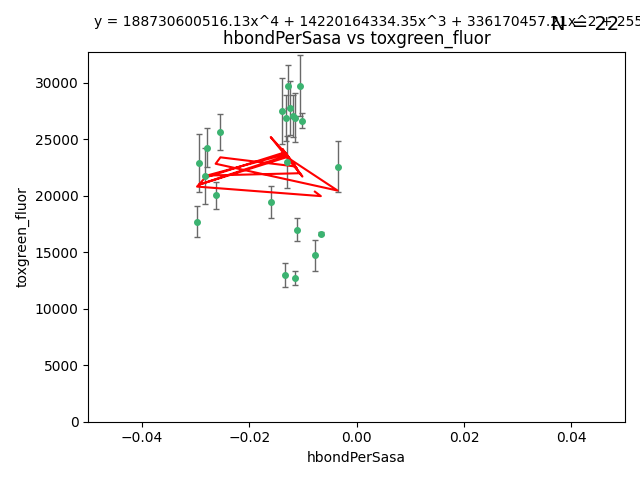 y = 188730600516.13x^4 + 14220164334.35x^3 + 336170457.21x^2 + 255
N = 22
hbondPerSasa vs toxgreen_fluor
toxgreen_fluor
30000
25000
20000
15000
10000
5000
0
−0.04
−0.02
0.00
0.02
0.04
hbondPerSasa